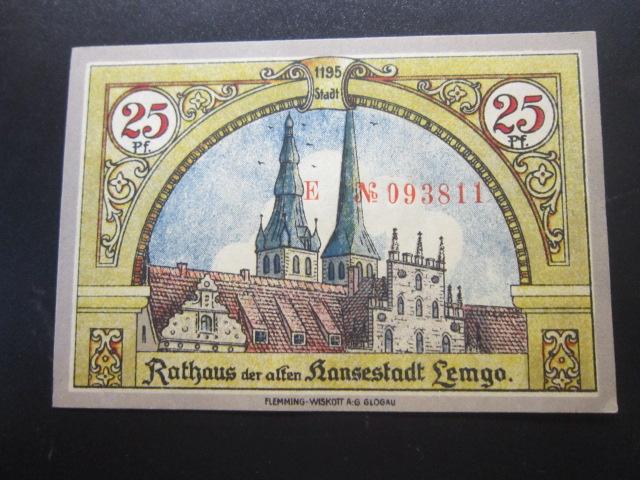 1195
Stadt
25
Pf.
25
Pf.
E № 093811
Rathaus der alten Hansestadt Lemgo.
FLEMMING-WISKOTT A-G. GLOGAU